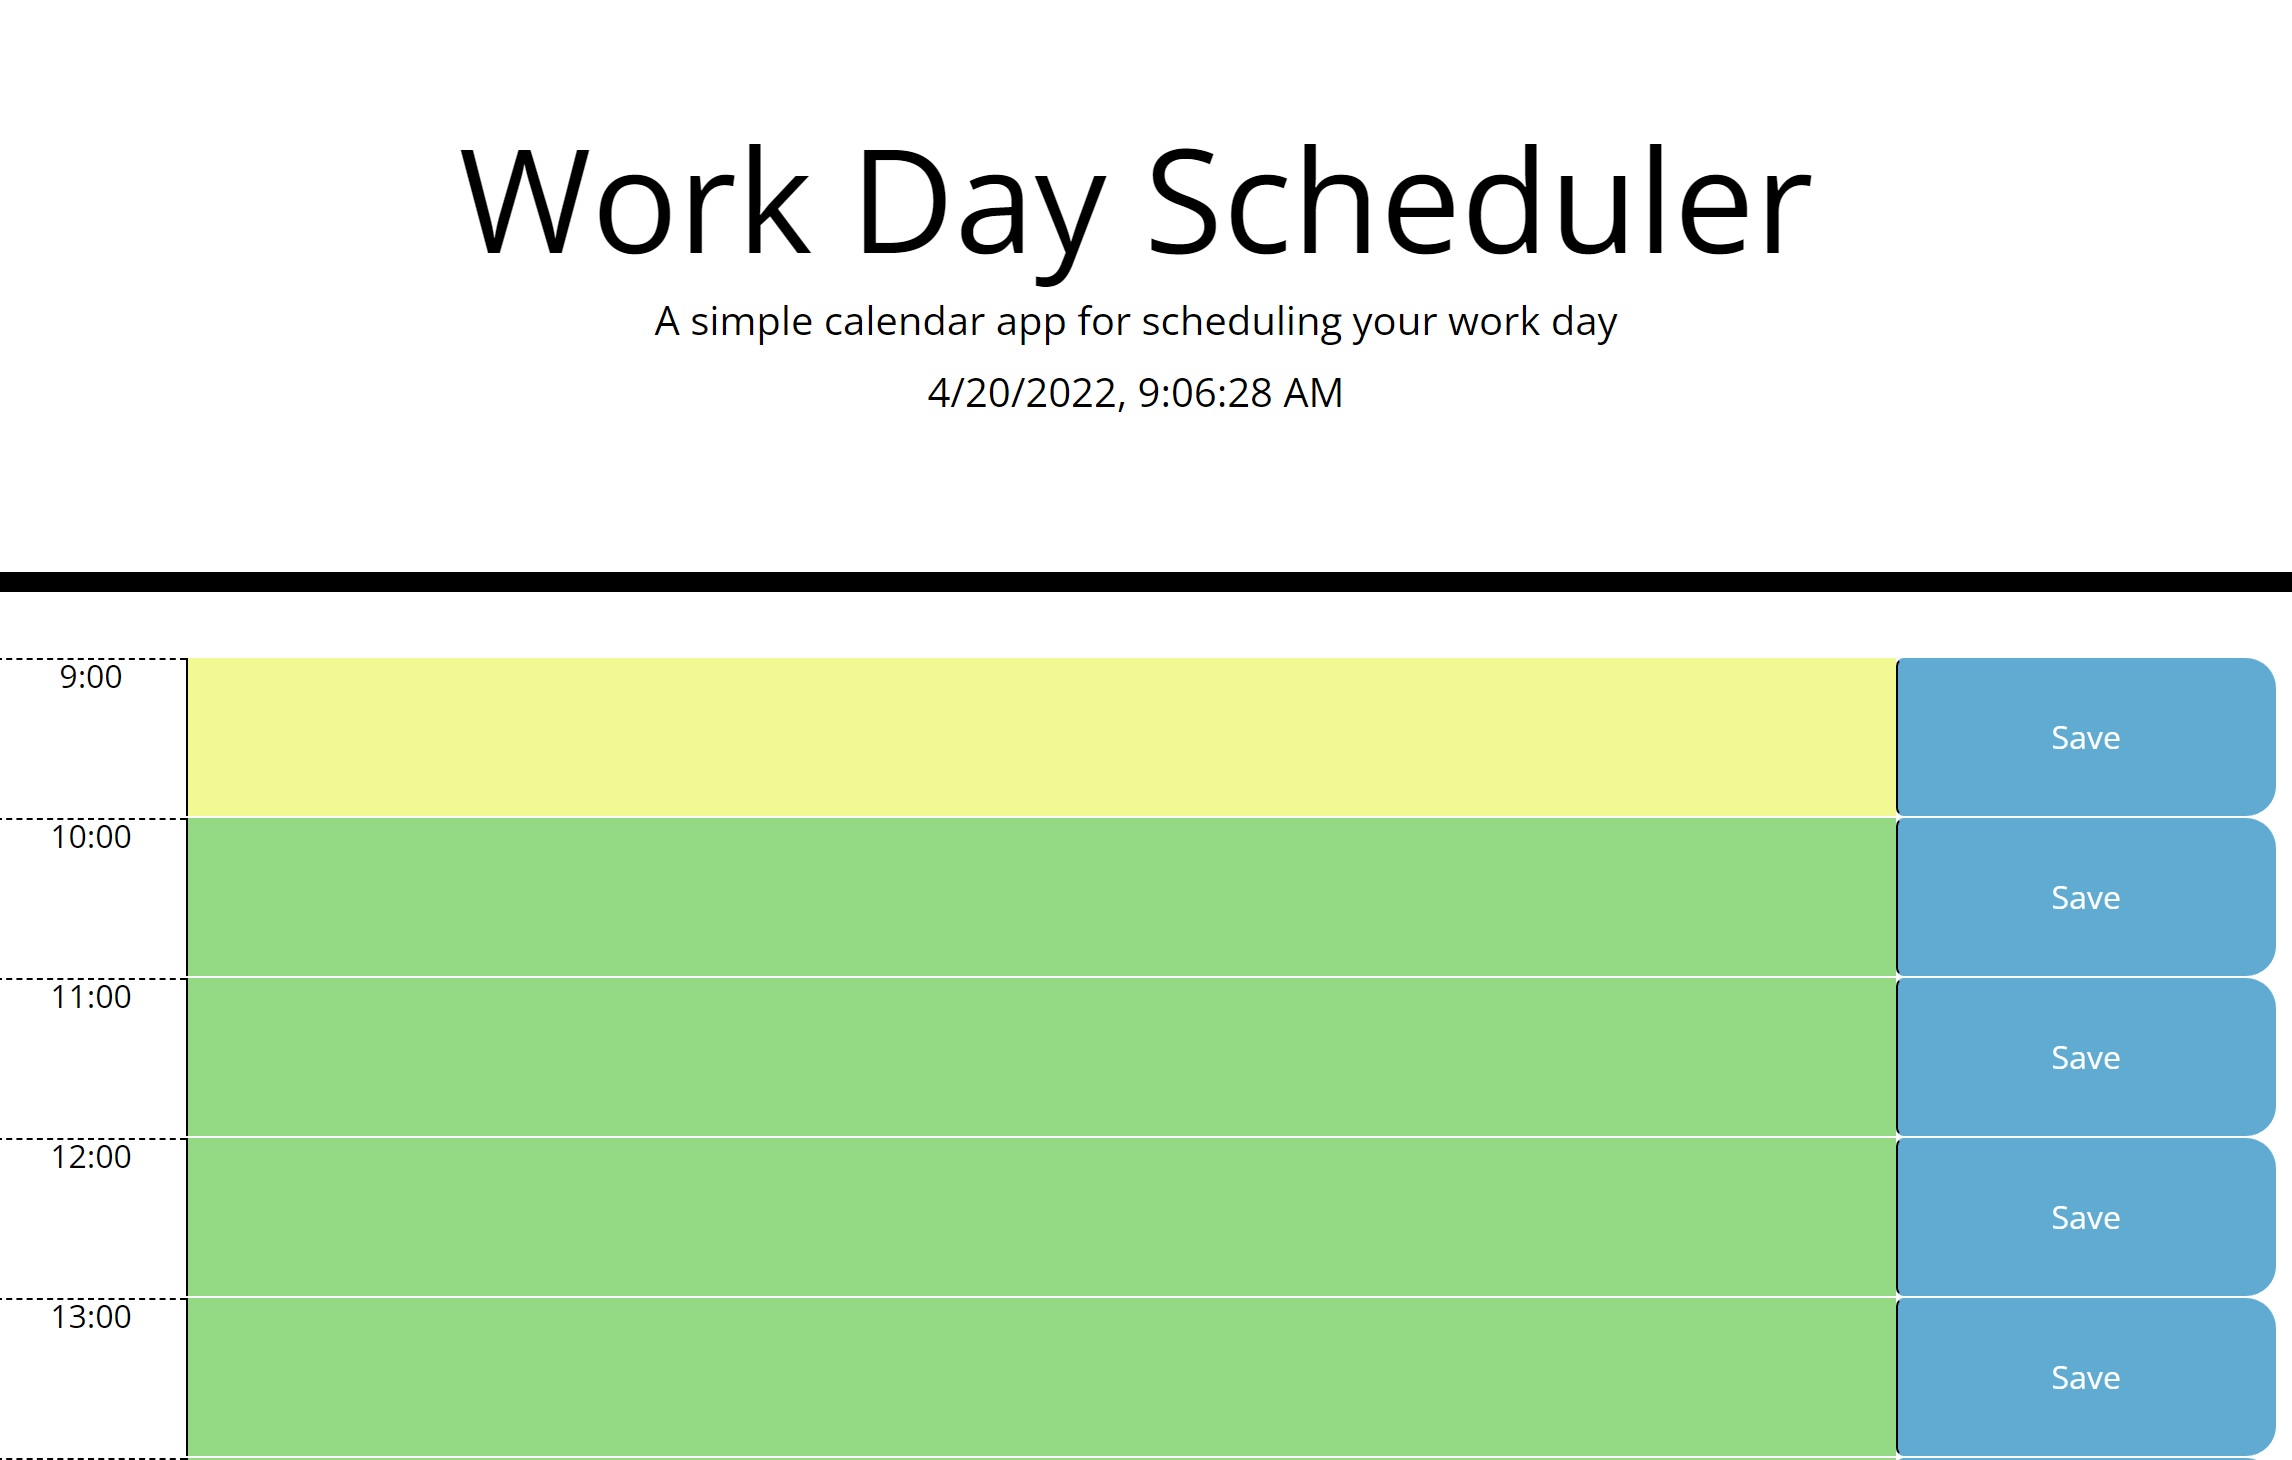 Work Day Scheduler
A simple calendar app for scheduling your work day
4/20/2022, 9:06:28 AM
9:00
Save
10:00
Save
11:00
Save
12:00
Save
13:00
Save